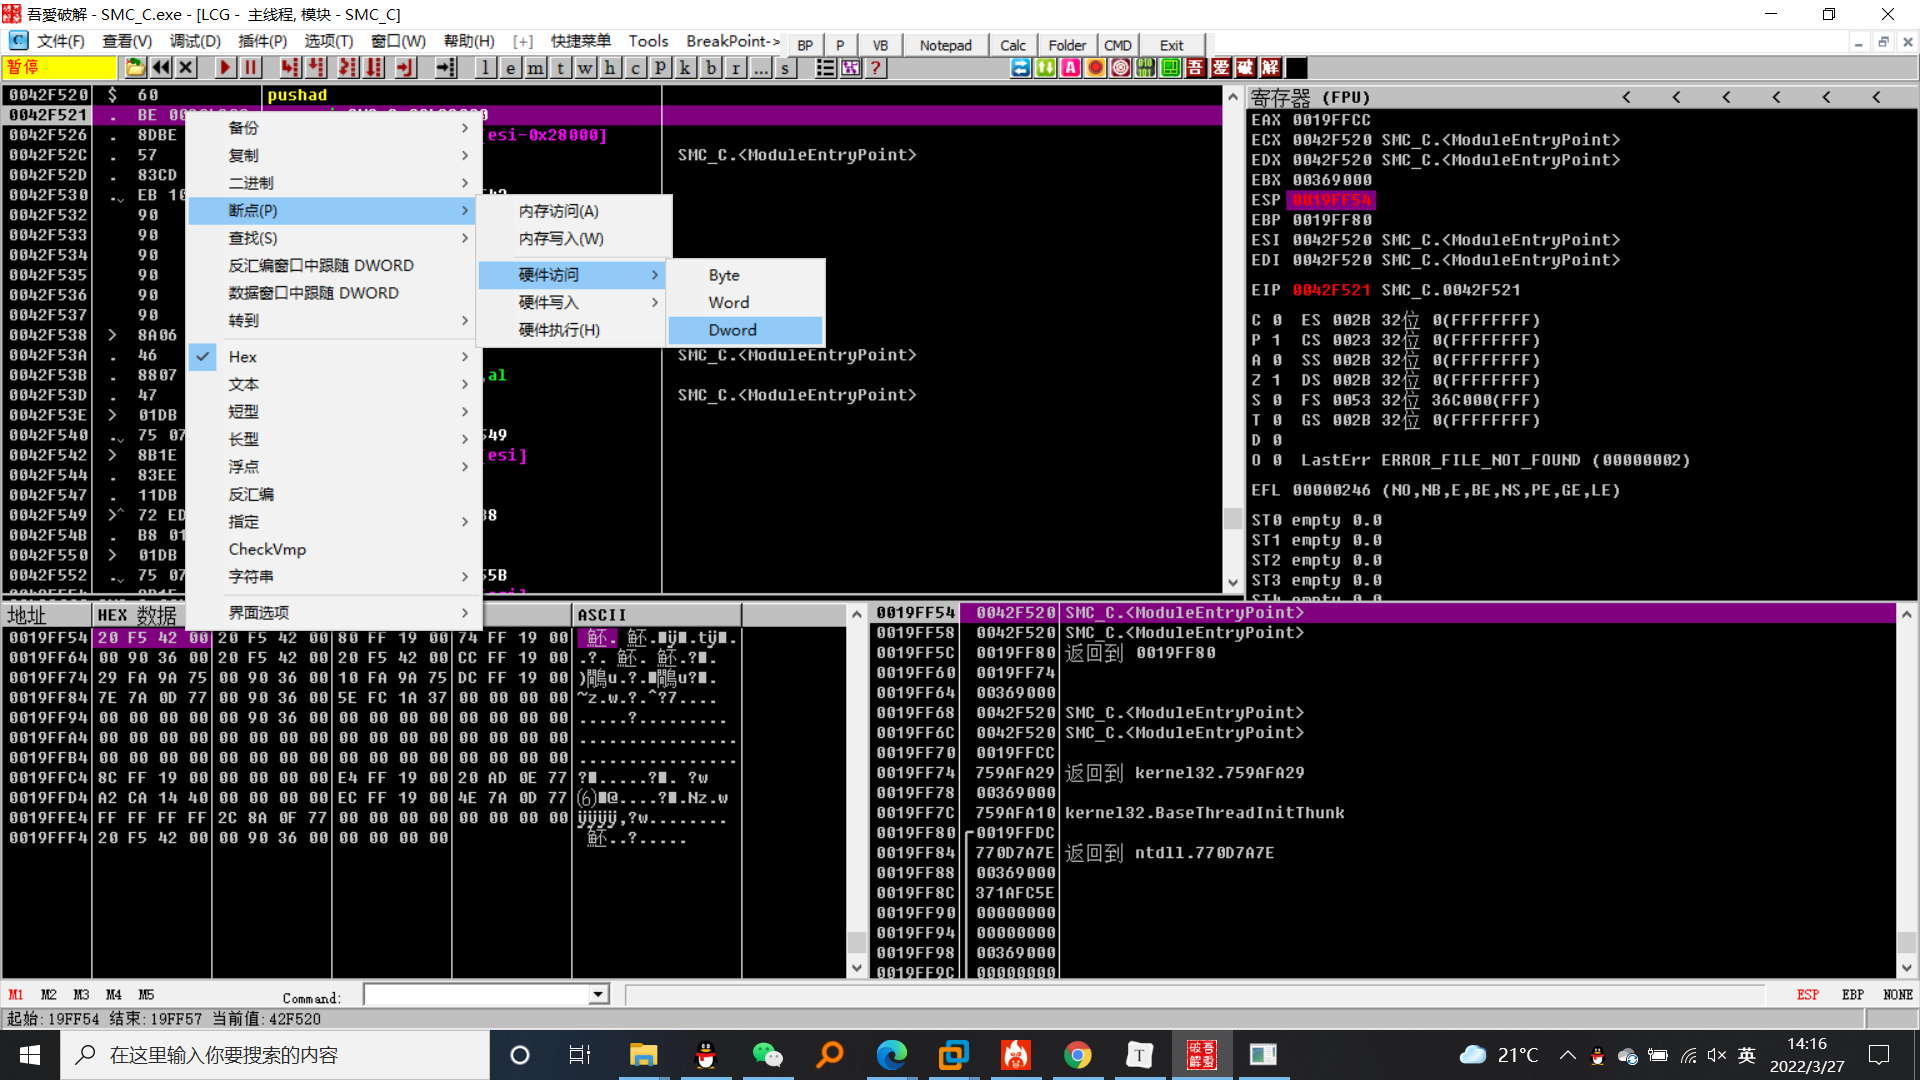 吾愛破解 - SMC_C.exe - [LCG - 主线程, 模块 - SMC_C]
文件(F) 查看(V) 调试(D) 插件(P) 选项(T) 窗口(W) 帮助(H) [+] 快捷菜单 Tools BreakPoint-> BP P VB Notepad Calc Folder CMD Exit
暂停 l e m t w h c p k b r ... s ? 吾 爱 破 解
0042F520 $ 60 pushad
0042F521 . BE
0042F526 . 8DBE [esi-0x28000]
0042F52C . 57 SMC_C.<ModuleEntryPoint>
0042F52D . 83CD
0042F530 . EB 10
0042F532 90
0042F533 90
0042F534 90
0042F535 90
0042F536 90
0042F537 90
0042F538 > 8A06
0042F53A . 46 SMC_C.<ModuleEntryPoint>
0042F53B . 8807 ,al
0042F53D . 47 SMC_C.<ModuleEntryPoint>
0042F53E > 01DB
0042F540 . 75 07 549
0042F542 > 8B1E [esi]
0042F544 . 83EE
0042F547 . 11DB
0042F549 >^ 72 ED 38
0042F54B . B8 01
0042F550 > 01DB
0042F552 . 75 07 55B
备份
复制
二进制
断点(P)
查找(S)
反汇编窗口中跟随 DWORD
数据窗口中跟随 DWORD
转到
Hex
文本
短型
长型
浮点
反汇编
指定
CheckVmp
字符串
界面选项
内存访问(A)
内存写入(W)
硬件访问
硬件写入
硬件执行(H)
Byte
Word
Dword
寄存器 (FPU) < < < < < <
EAX 0019FFCC
ECX 0042F520 SMC_C.<ModuleEntryPoint>
EDX 0042F520 SMC_C.<ModuleEntryPoint>
EBX 00369000
ESP 0019FF54
EBP 0019FF80
ESI 0042F520 SMC_C.<ModuleEntryPoint>
EDI 0042F520 SMC_C.<ModuleEntryPoint>
EIP 0042F521 SMC_C.0042F521
C 0 ES 002B 32位 0(FFFFFFFF)
P 1 CS 0023 32位 0(FFFFFFFF)
A 0 SS 002B 32位 0(FFFFFFFF)
Z 1 DS 002B 32位 0(FFFFFFFF)
S 0 FS 0053 32位 36C000(FFF)
T 0 GS 002B 32位 0(FFFFFFFF)
D 0
O 0 LastErr ERROR_FILE_NOT_FOUND (00000002)
EFL 00000246 (NO,NB,E,BE,NS,PE,GE,LE)
ST0 empty 0.0
ST1 empty 0.0
ST2 empty 0.0
ST3 empty 0.0
ST4 empty 0.0
地址 HEX 数据 ASCII
0019FF54 20 F5 42 00 20 F5 42 00 80 FF 19 00 74 FF 19 00
0019FF64 00 90 36 00 20 F5 42 00 20 F5 42 00 CC FF 19 00
0019FF74 29 FA 9A 75 00 90 36 00 10 FA 9A 75 DC FF 19 00
0019FF84 7E 7A 0D 77 00 90 36 00 5E FC 1A 37 00 00 00 00 ~z.w.?.^?7....
0019FF94 00 00 00 00 00 90 36 00 00 00 00 00 00 00 00 00 .....?.........
0019FFA4 00 00 00 00 00 00 00 00 00 00 00 00 00 00 00 00 ................
0019FFB4 00 00 00 00 00 00 00 00 00 00 00 00 00 00 00 00 ................
0019FFC4 8C FF 19 00 00 00 00 00 E4 FF 19 00 20 AD 0E 77
0019FFD4 A2 CA 14 40 00 00 00 00 EC FF 19 00 4E 7A 0D 77
0019FFE4 FF FF FF FF 2C 8A 0F 77 00 00 00 00 00 00 00 00 ÿÿÿÿ,?w........
0019FFF4 20 F5 42 00 00 90 36 00 00 00 00 00
0019FF54 0042F520 SMC_C.<ModuleEntryPoint>
0019FF58 0042F520 SMC_C.<ModuleEntryPoint>
0019FF5C 0019FF80 返回到 0019FF80
0019FF60 0019FF74
0019FF64 00369000
0019FF68 0042F520 SMC_C.<ModuleEntryPoint>
0019FF6C 0042F520 SMC_C.<ModuleEntryPoint>
0019FF70 0019FFCC
0019FF74 759AFA29 返回到 kernel32.759AFA29
0019FF78 00369000
0019FF7C 759AFA10 kernel32.BaseThreadInitThunk
0019FF80 0019FFDC
0019FF84 770D7A7E 返回到 ntdll.770D7A7E
0019FF88 00369000
0019FF8C 371AFC5E
0019FF90 00000000
0019FF94 00000000
0019FF98 00369000
0019FF9C 00000000
M1 M2 M3 M4 M5 Command: ESP EBP NONE
起始:19FF54 结束:19FF57 当前值:42F520
在这里输入你要搜索的内容 T 21°C 英 14:16
2022/3/27